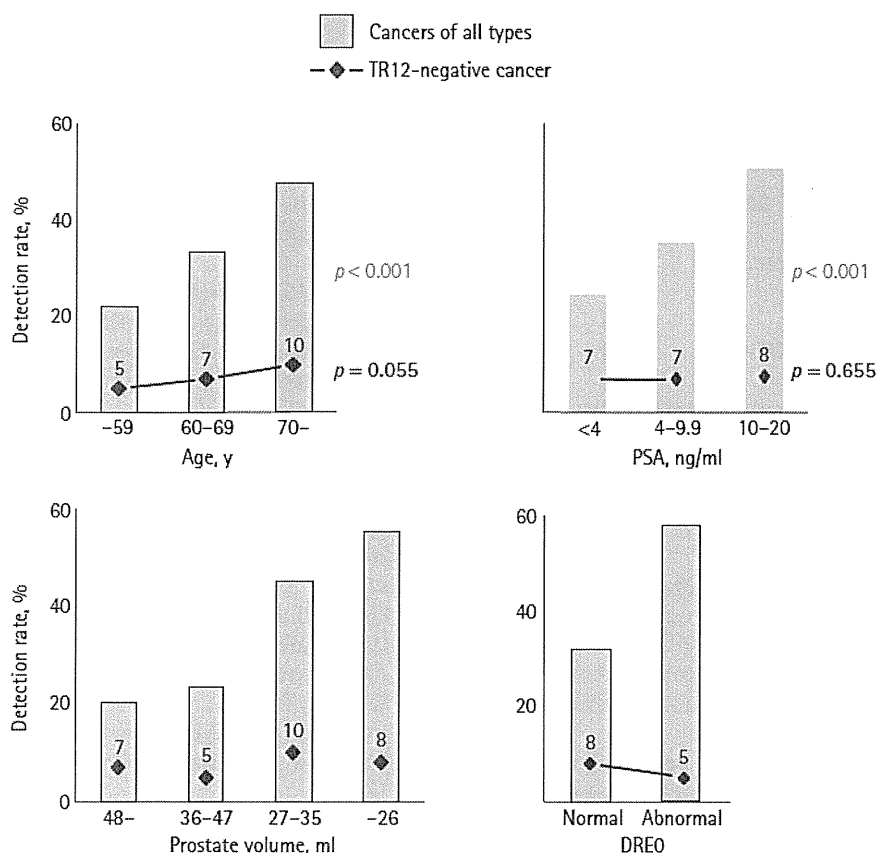 Cancers of all types
TR12-negative cancer
60
40
20
0
Detection rate, %
5
7
10
p < 0.001
p = 0.055
-59 60-69 70-
Age, y
7
7
8
p < 0.001
p = 0.655
<4 4-9.9 10-20
PSA, ng/ml
60
40
20
0
Detection rate, %
7
5
10
8
48- 36-47 27-35 -26
Prostate volume, ml
60
40
20
8
5
Normal Abnormal
DRE0